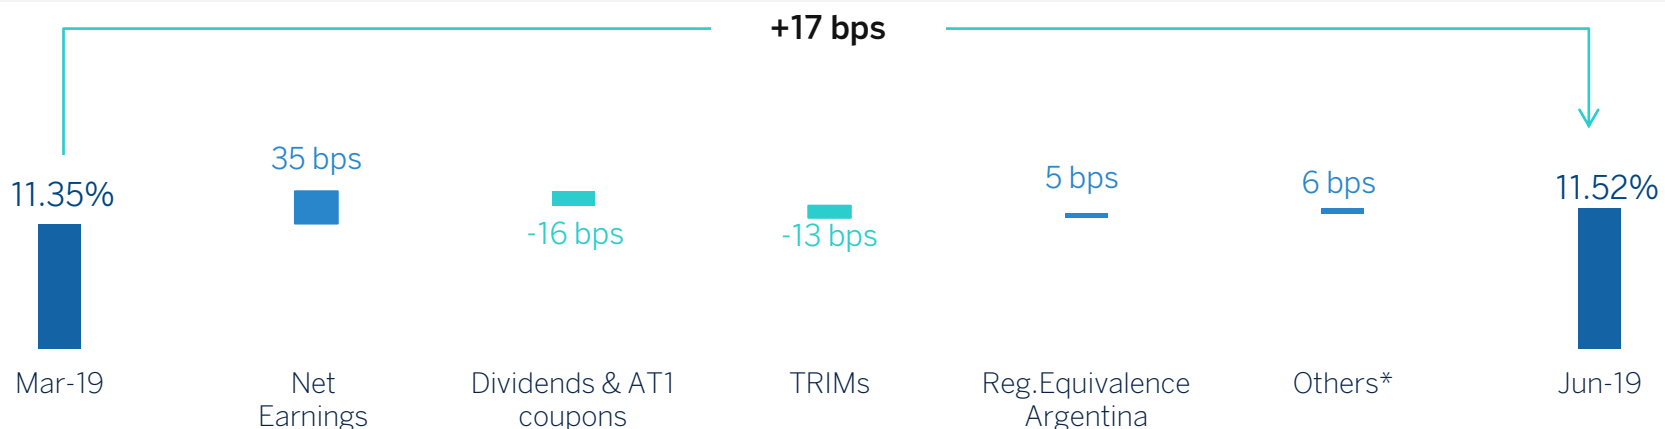 +17 bps
11.35%
35 bps
-16 bps
-13 bps
5 bps
6 bps
11.52%
Mar-19
Net
Earnings
Dividends & AT1
coupons
TRIMs
Reg.Equivalence
Argentina
Others*
Jun-19